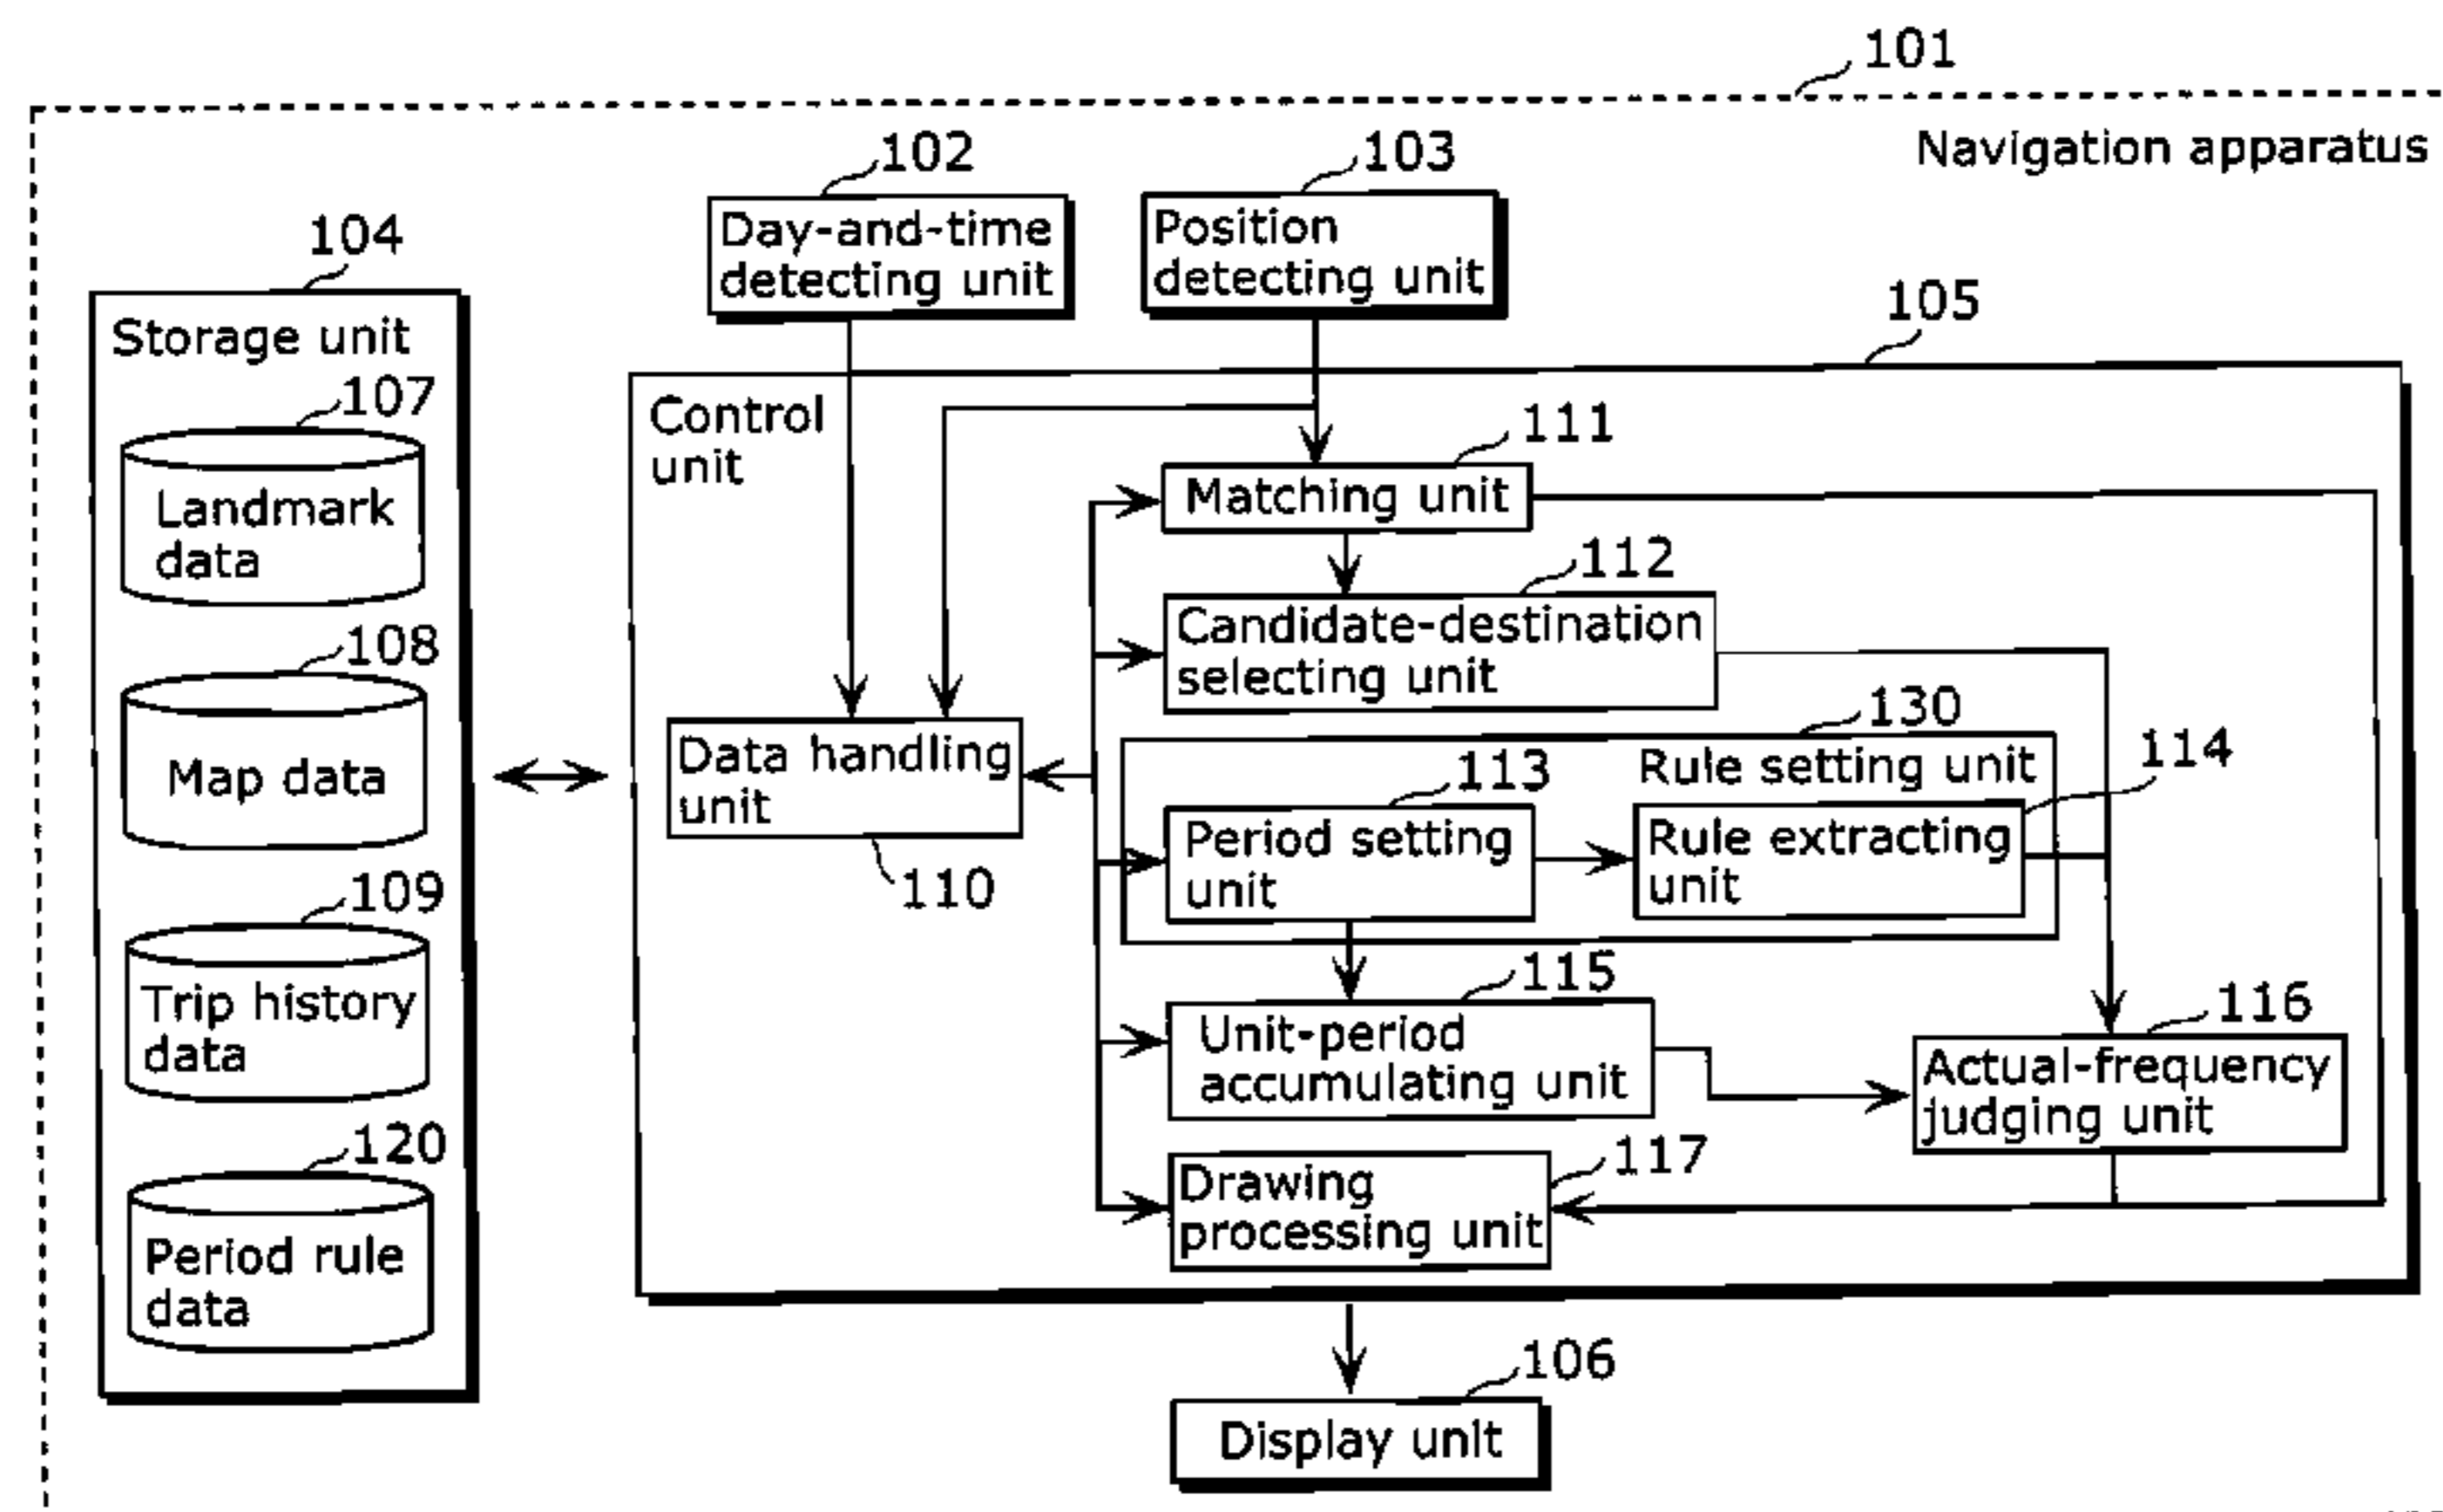 101
Navigation apparatus
102
103
Day-and-time
detecting unit
Position
detecting unit
104
Storage unit
105
107
Landmark
data
108
Map data
109
Trip history
data
120
Period rule
data
Control
unit
111
Matching unit
112
Candidate-destination
selecting unit
130
Rule setting unit
114
Data handling
unit
110
113
Period setting
unit
Rule extracting
unit
115
Unit-period
accumulating unit
116
Actual-frequency
judging unit
117
Drawing
processing unit
106
Display unit